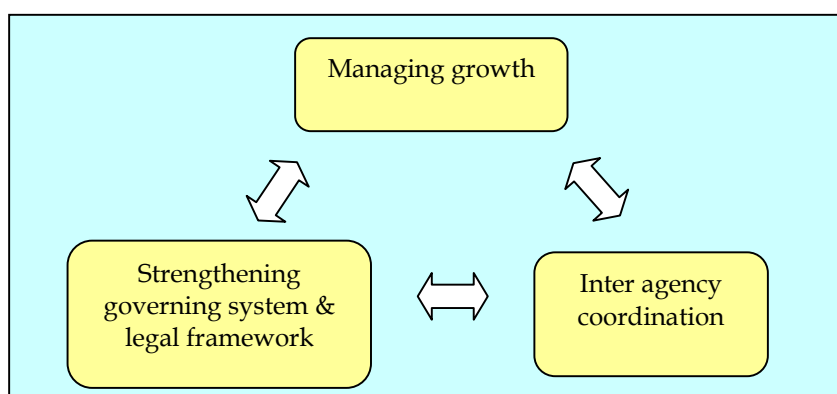 Managing growth
Strengthening
governing system &
legal framework
Inter agency
coordination